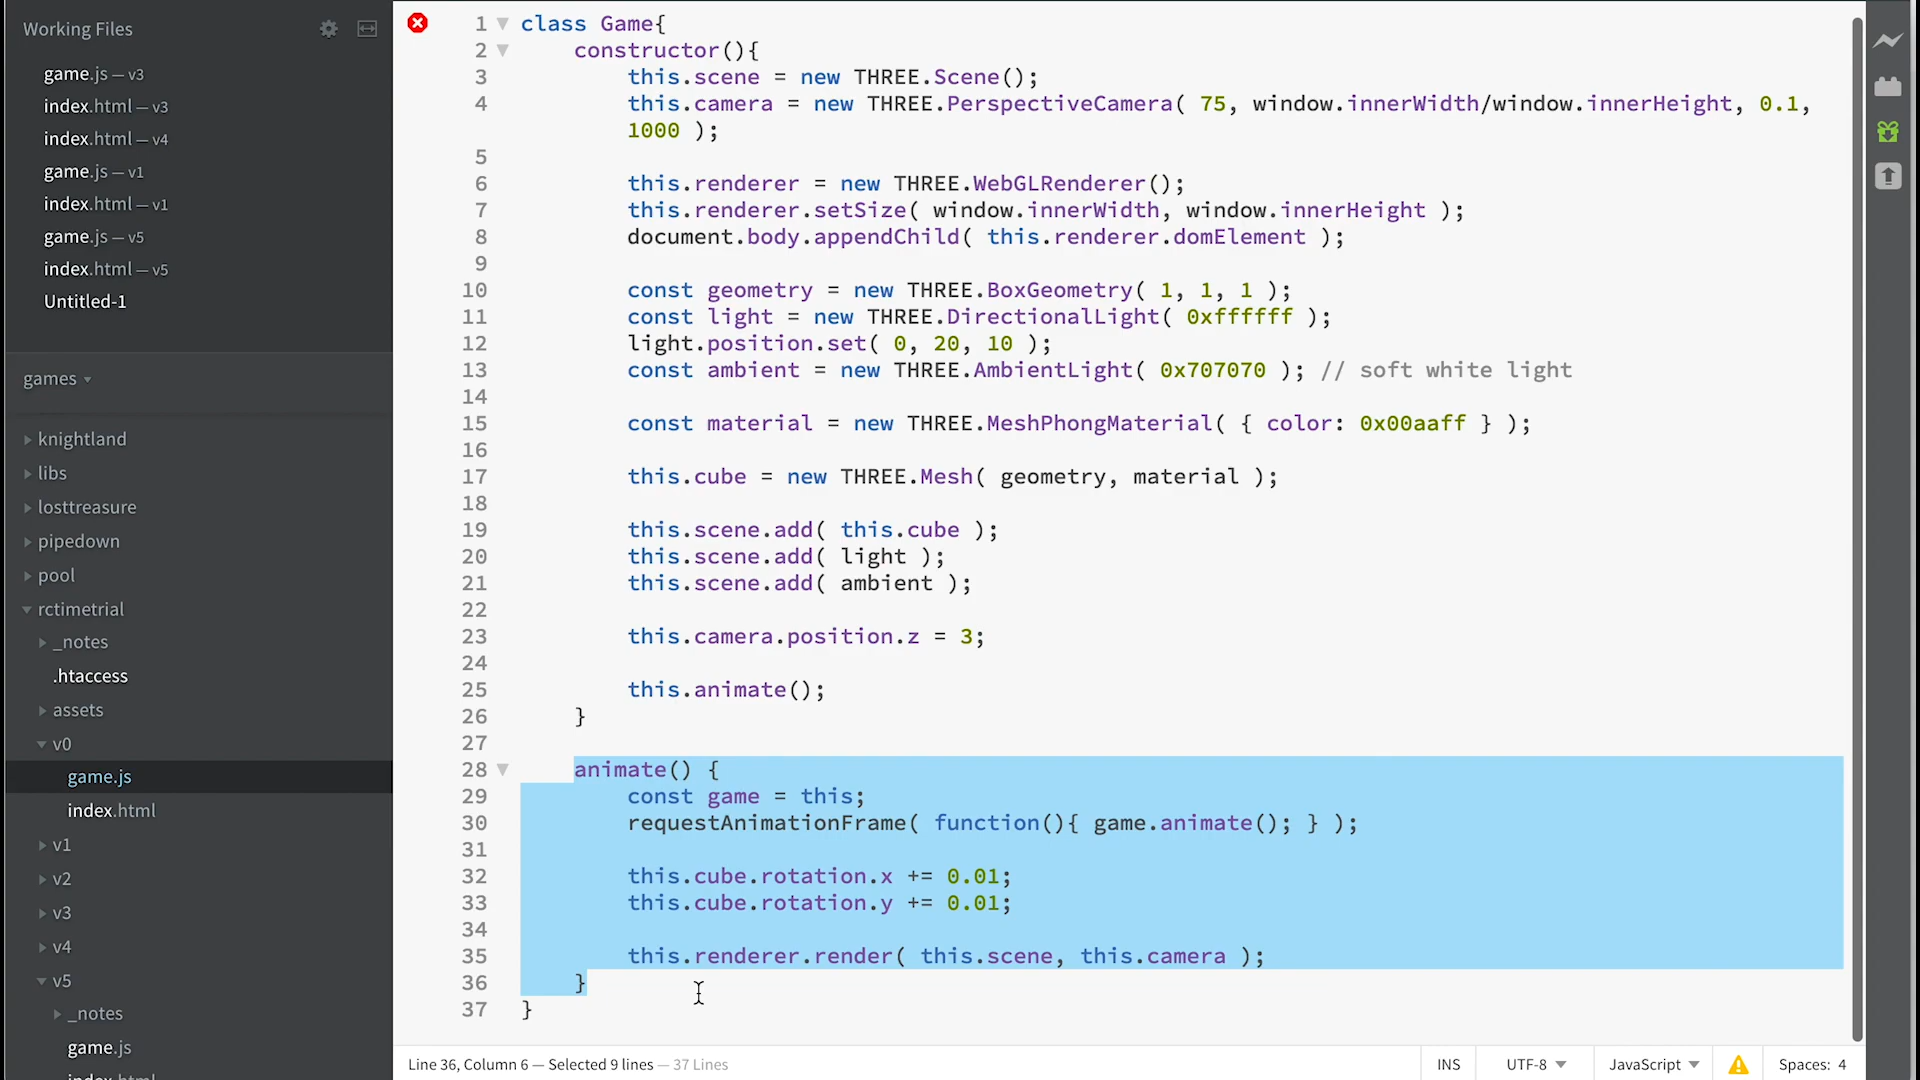 Working Files
game.js — v3
index.html — v3
index.html — v4
game.js — v1
index.html — v1
game.js — v5
index.html — v5
Untitled-1
games
knightland
libs
losttreasure
pipedown
pool
rctimetrial
_notes
.htaccess
assets
v0
game.js
index.html
v1
v2
v3
v4
v5
_notes
game.js
index.html
1 class Game{
2 constructor(){
3 this.scene = new THREE.Scene();
4 this.camera = new THREE.PerspectiveCamera( 75, window.innerWidth/window.innerHeight, 0.1,
1000 );
5
6 this.renderer = new THREE.WebGLRenderer();
7 this.renderer.setSize( window.innerWidth, window.innerHeight );
8 document.body.appendChild( this.renderer.domElement );
9
10 const geometry = new THREE.BoxGeometry( 1, 1, 1 );
11 const light = new THREE.DirectionalLight( 0xffffff );
12 light.position.set( 0, 20, 10 );
13 const ambient = new THREE.AmbientLight( 0x707070 ); // soft white light
14
15 const material = new THREE.MeshPhongMaterial( { color: 0x00aaff } );
16
17 this.cube = new THREE.Mesh( geometry, material );
18
19 this.scene.add( this.cube );
20 this.scene.add( light );
21 this.scene.add( ambient );
22
23 this.camera.position.z = 3;
24
25 this.animate();
26 }
27
28 animate() {
29 const game = this;
30 requestAnimationFrame( function(){ game.animate(); } );
31
32 this.cube.rotation.x += 0.01;
33 this.cube.rotation.y += 0.01;
34
35 this.renderer.render( this.scene, this.camera );
36 }
37 }
Line 36, Column 6 — Selected 9 lines — 37 Lines
INS UTF-8 JavaScript Spaces: 4